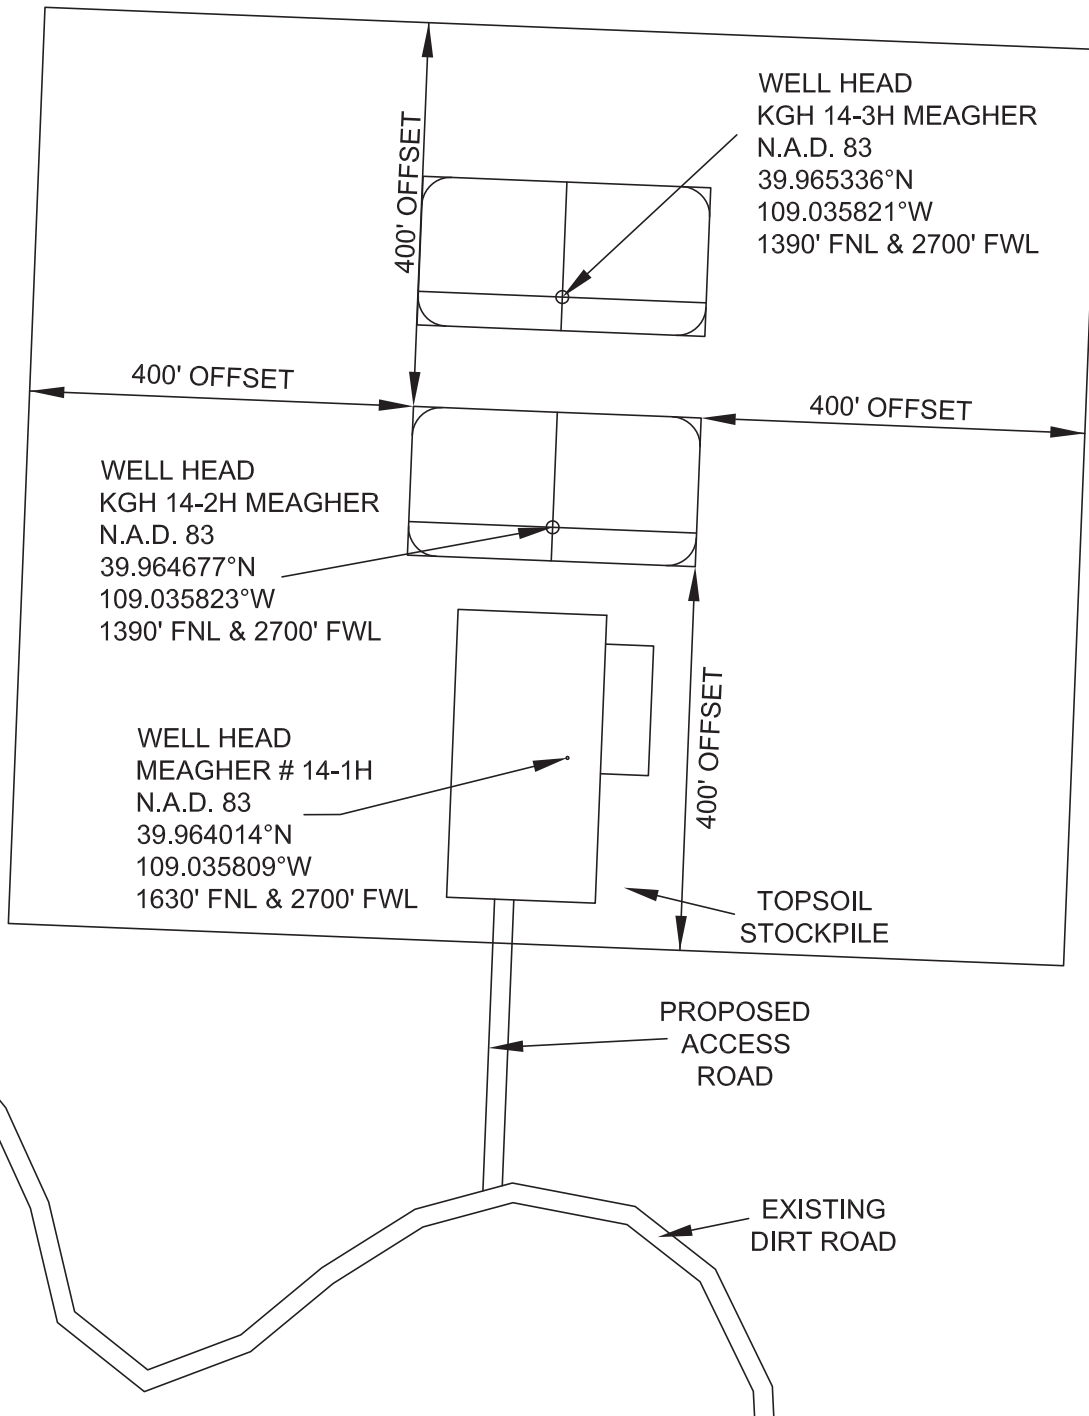 WELL HEAD
KGH 14-3H MEAGHER
N.A.D. 83
39.965336°N
109.035821°W
1390' FNL & 2700' FWL
400' OFFSET
400' OFFSET
400' OFFSET
WELL HEAD
KGH 14-2H MEAGHER
N.A.D. 83
39.964677°N
109.035823°W
1390' FNL & 2700' FWL
400' OFFSET
WELL HEAD
MEAGHER # 14-1H
N.A.D. 83
39.964014°N
109.035809°W
1630' FNL & 2700' FWL
TOPSOIL
STOCKPILE
PROPOSED
ACCESS
ROAD
EXISTING
DIRT ROAD